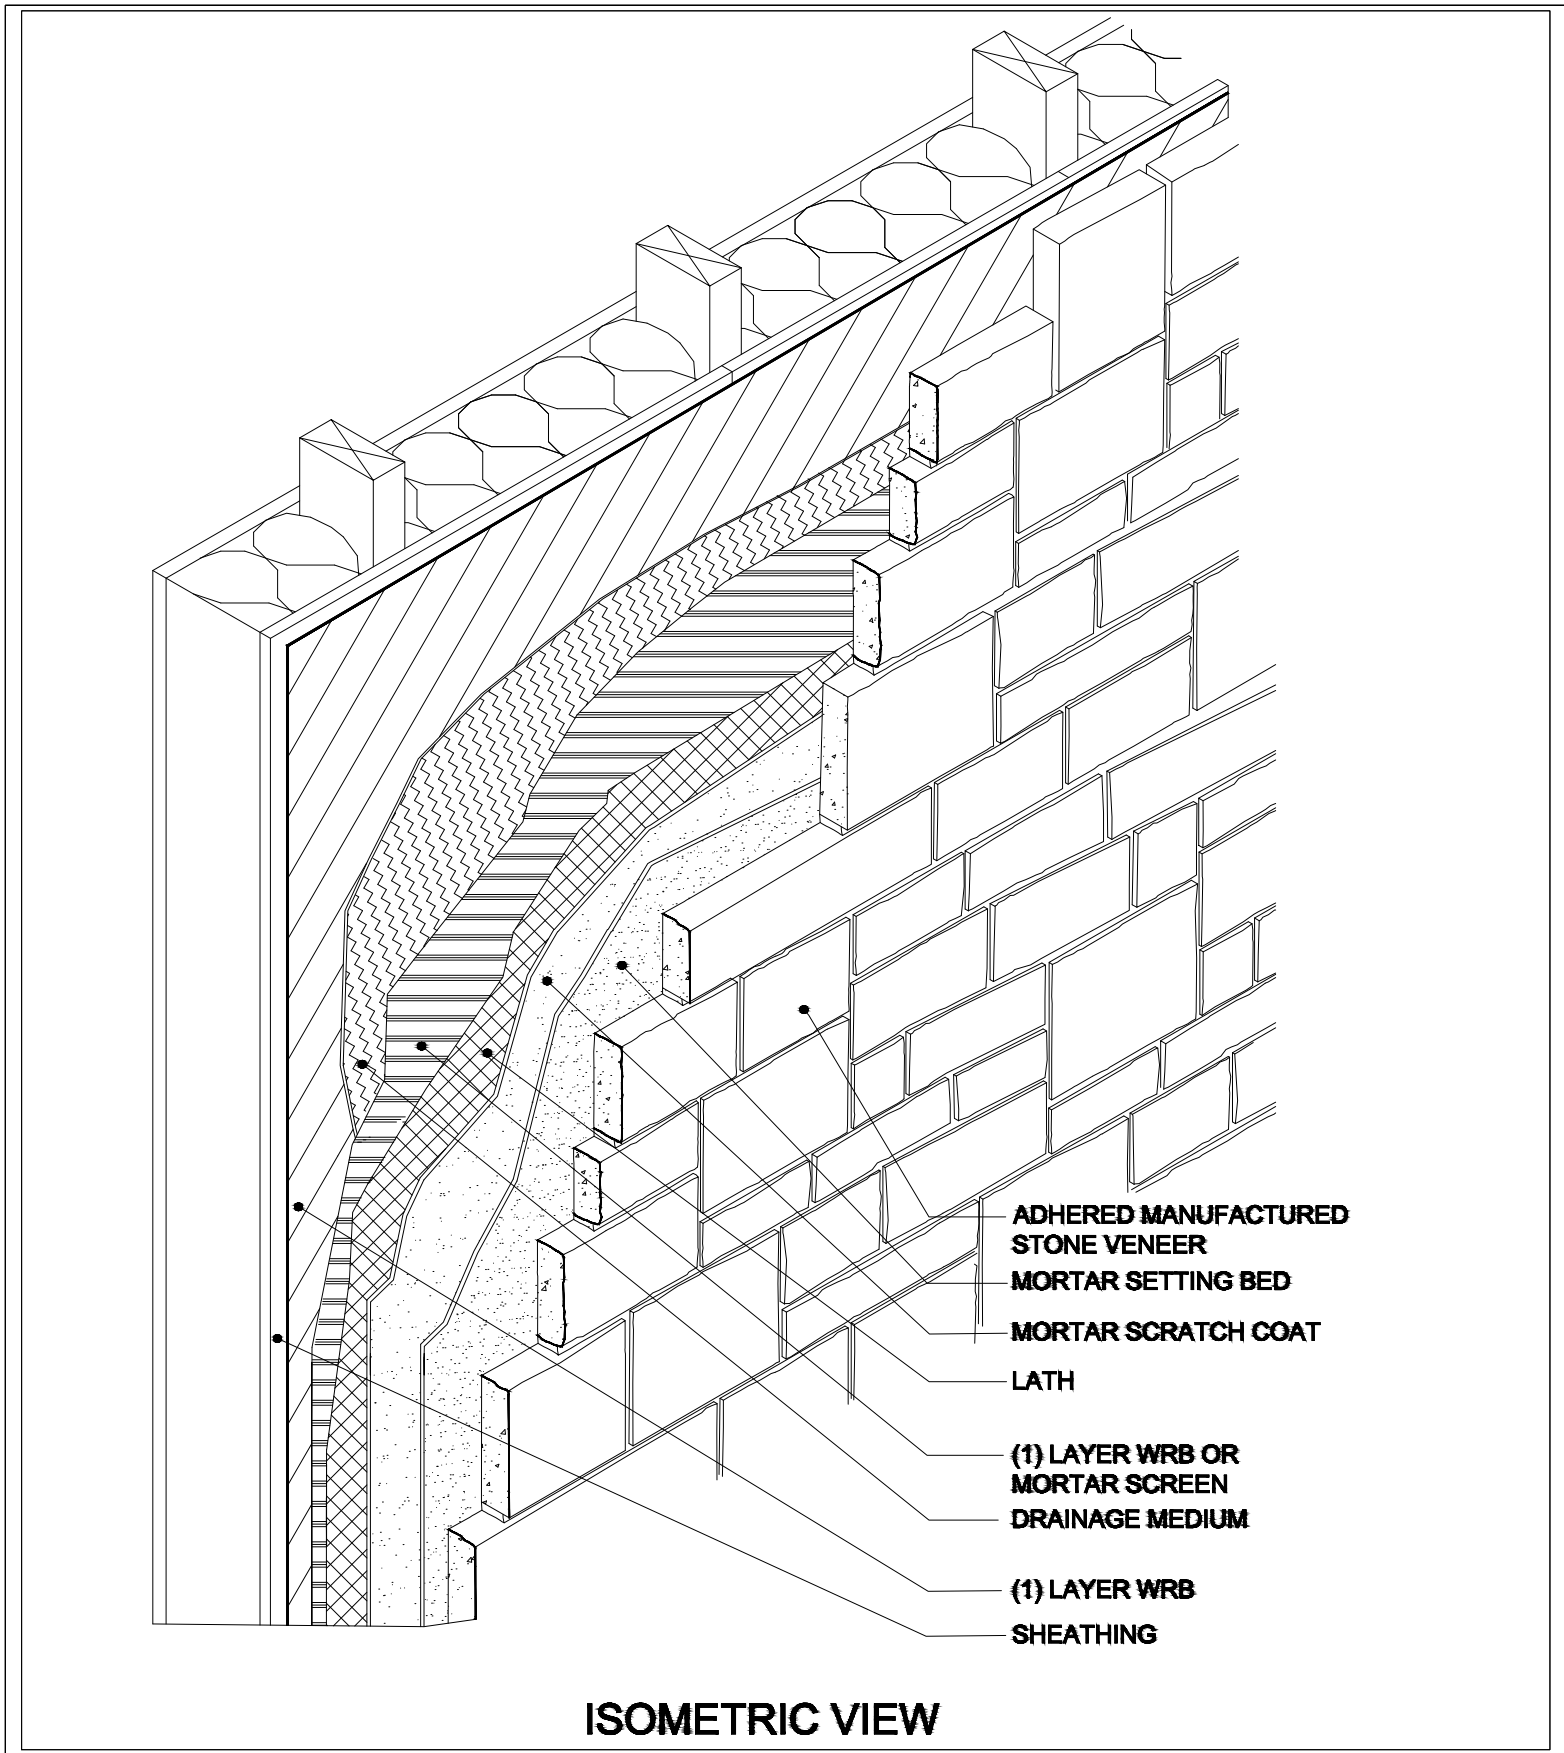 ADHERED MANUFACTURED
STONE VENEER
MORTAR SETTING BED
MORTAR SCRATCH COAT
LATH
(1) LAYER WRB OR
MORTAR SCREEN
DRAINAGE MEDIUM
(1) LAYER WRB
SHEATHING
ISOMETRIC VIEW